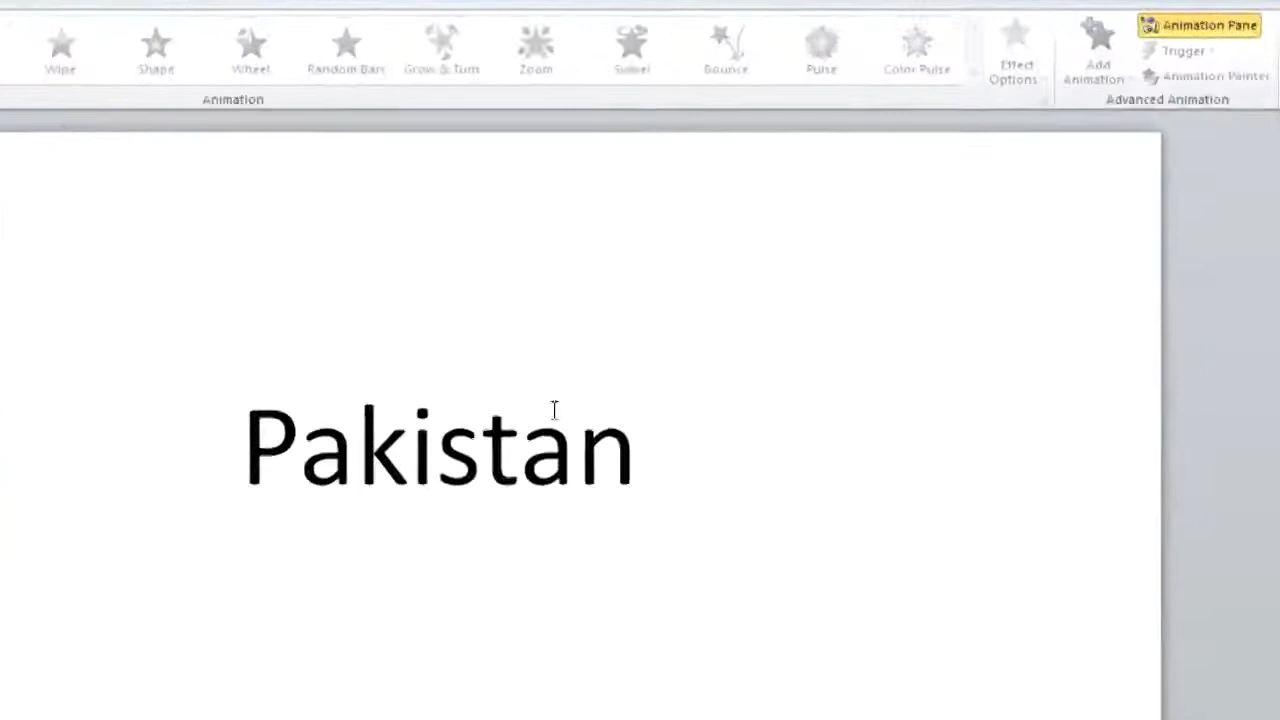 Wipe Shape Wheel Random Bars Grow & Turn Zoom Swivel Bounce Pulse Color Pulse
Effect Options
Add Animation
Animation Pane
Trigger
Animation Painter
Animation
Advanced Animation
Pakistan